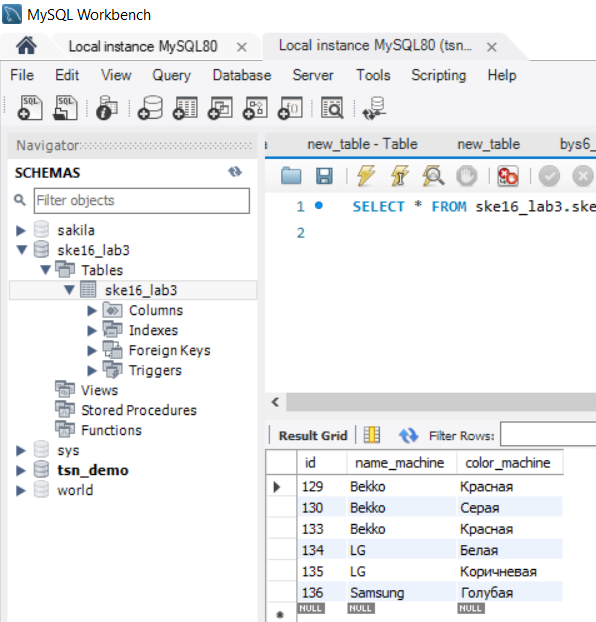 MySQL Workbench
Local instance MySQL80 × Local instance MySQL80 (tsn... ×
File Edit View Query Database Server Tools Scripting Help
SQL SQL
new_table - Table new_table bys6_
Navigator
SCHEMAS
Filter objects
sakila
ske16_lab3
Tables
ske16_lab3
Columns
Indexes
Foreign Keys
Triggers
Views
Stored Procedures
Functions
sys
tsn_demo
world
1 SELECT * FROM ske16_lab3.ske
2
Result Grid Filter Rows:
id name_machine color_machine
129 Bekko Красная
130 Bekko Серая
133 Bekko Красная
134 LG Белая
135 LG Коричневая
136 Samsung Голубая
NULL NULL NULL